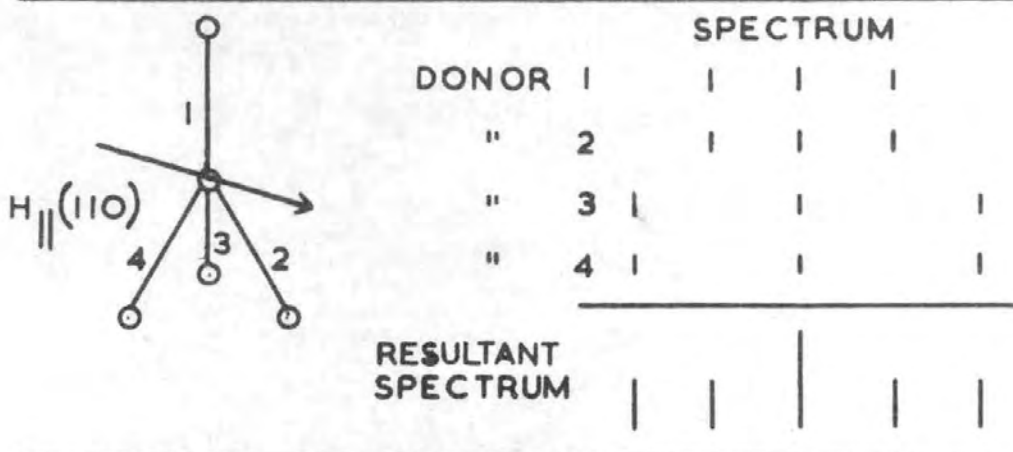 SPECTRUM
DONOR 1
" 2
" 3
" 4
RESULTANT
SPECTRUM
H||(110)
1
4 3 2